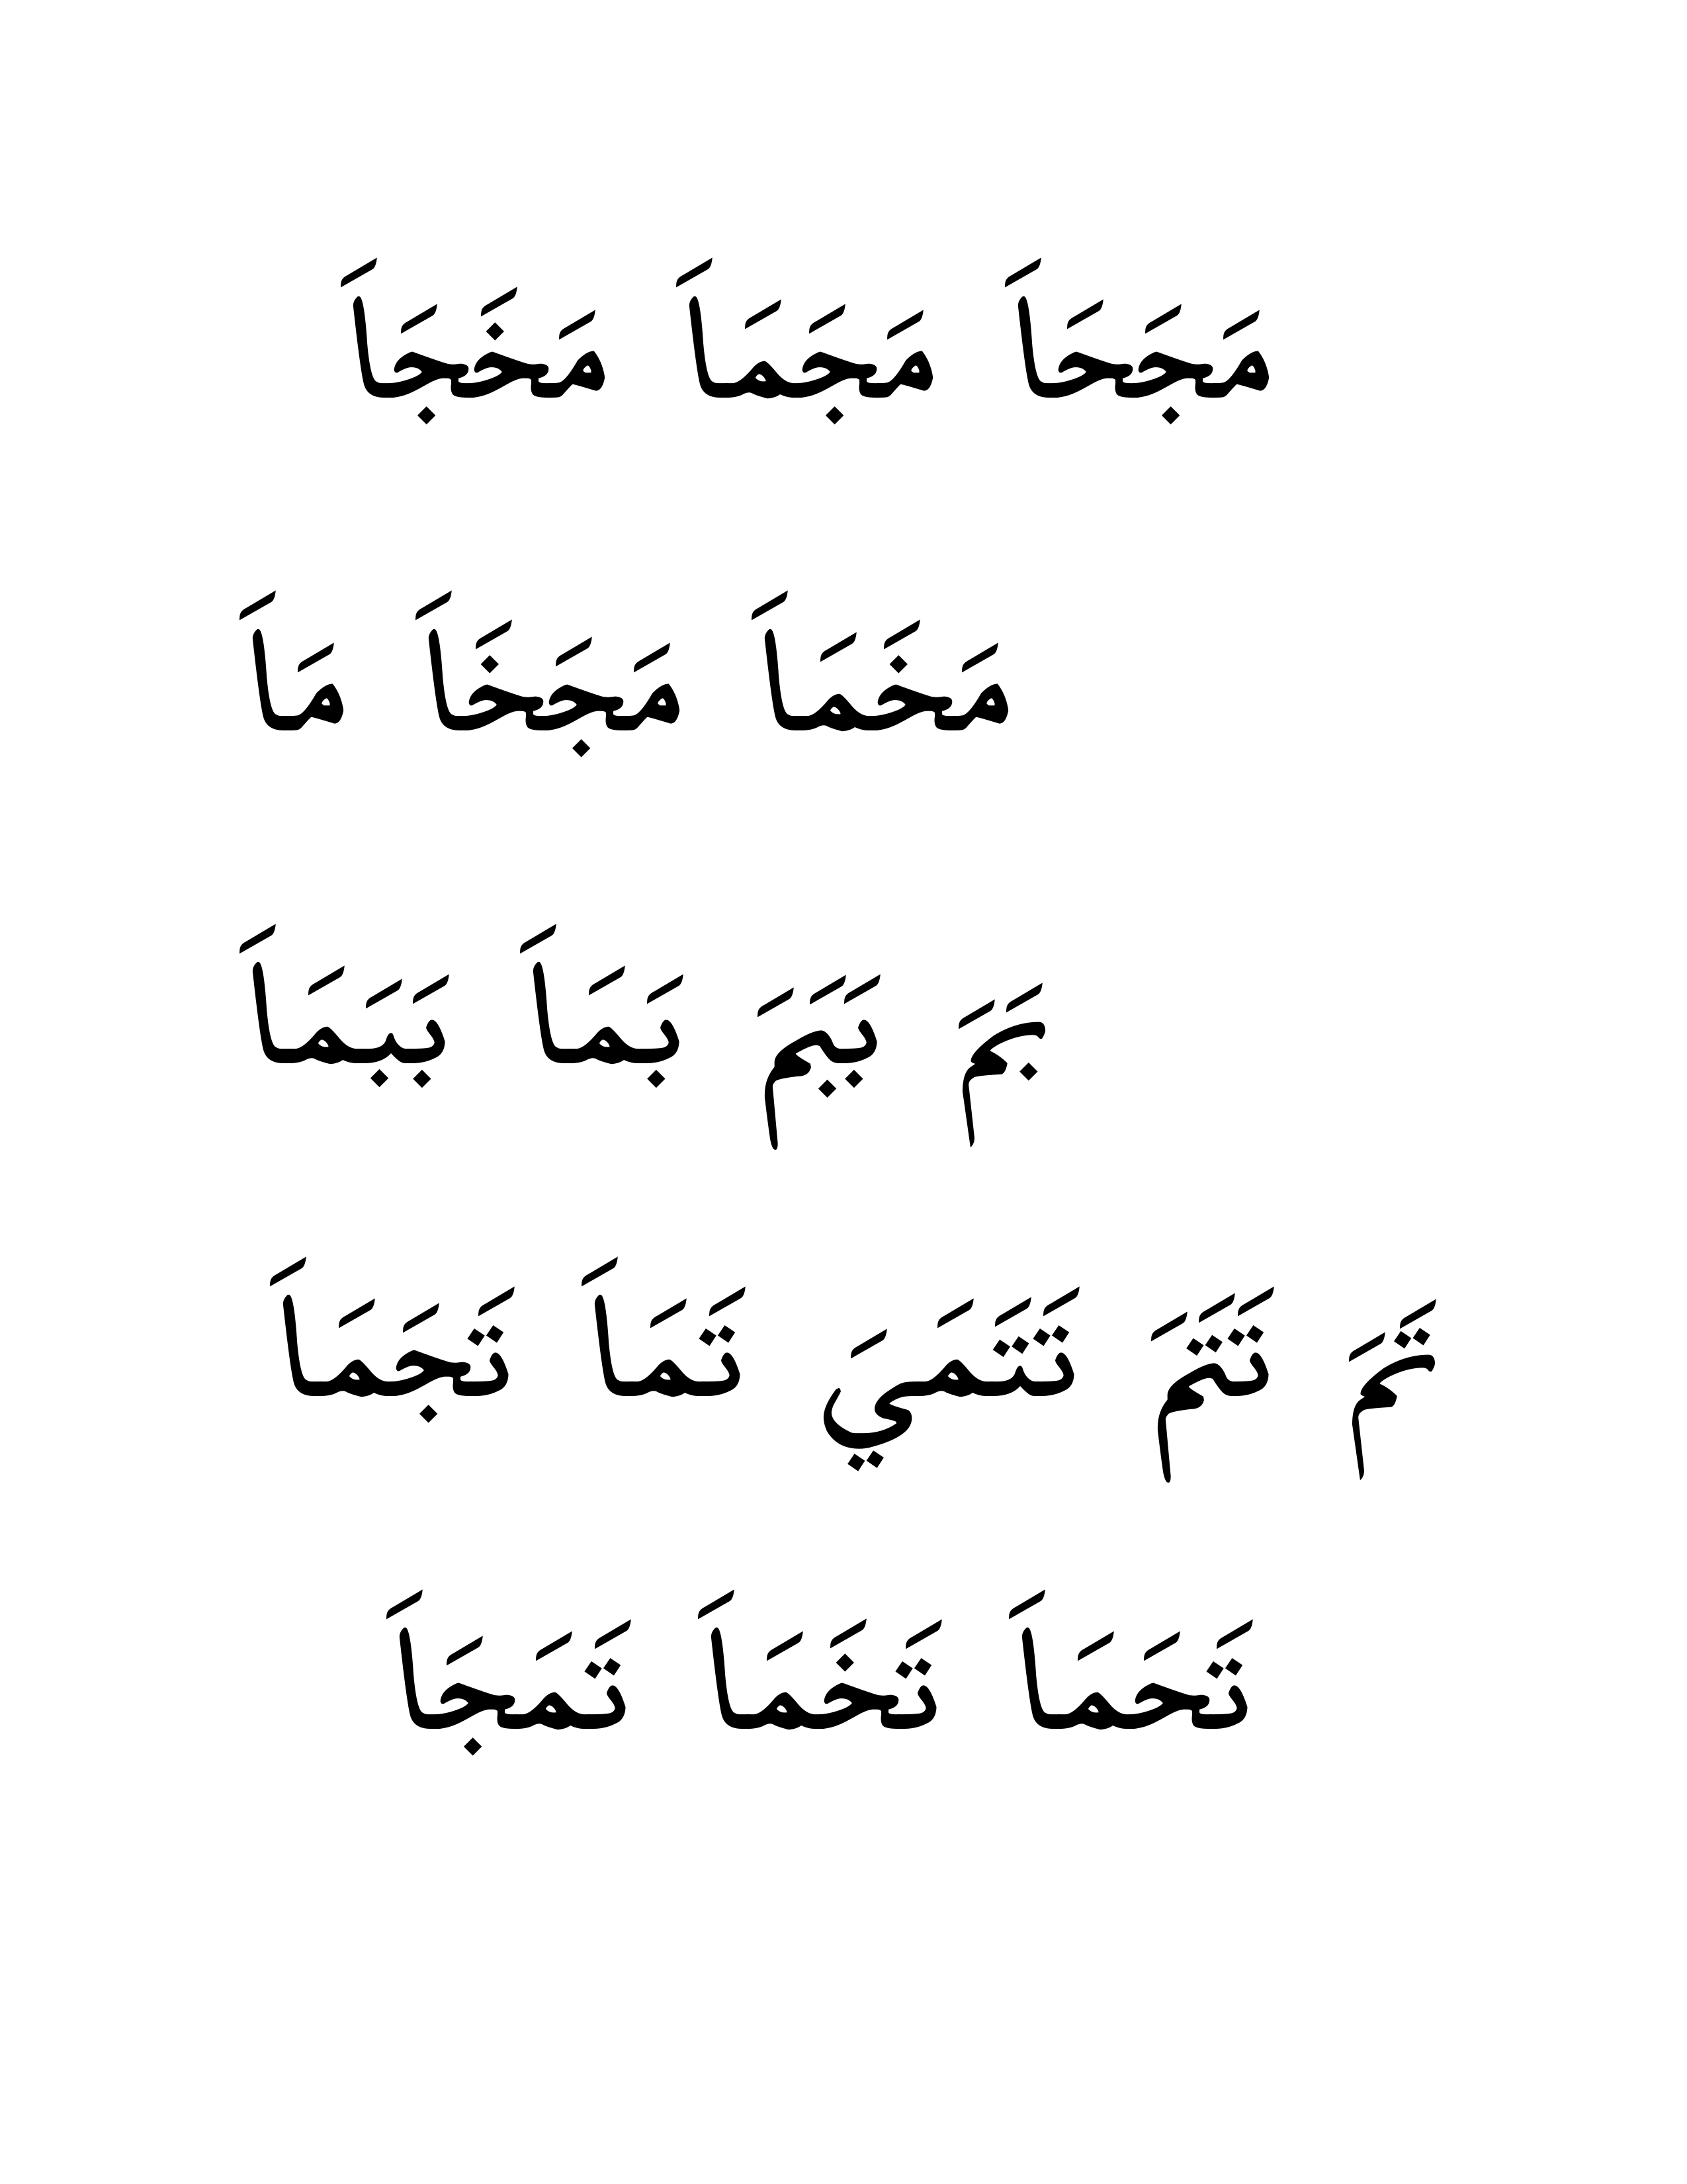 مَجَحَاَ مَجَمَاَ مَخَجَاَ
مَخَمَاَ مَجَخَاَ مَاَ
بَمَ بَبَمَ بَمَاَ بَبَمَاَ
تَمَ تَتَمَ تَتَمَيَ تَمَاَ تَجَمَاَ
تَحَمَاَ تَخَمَاَ تَمَجَاَ